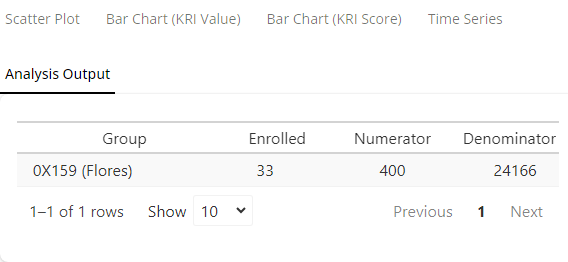 Scatter Plot Bar Chart (KRI Value) Bar Chart (KRI Score) Time Series
Analysis Output
Group Enrolled Numerator Denominator
0X159 (Flores) 33 400 24166
1–1 of 1 rows Show 10 Previous 1 Next